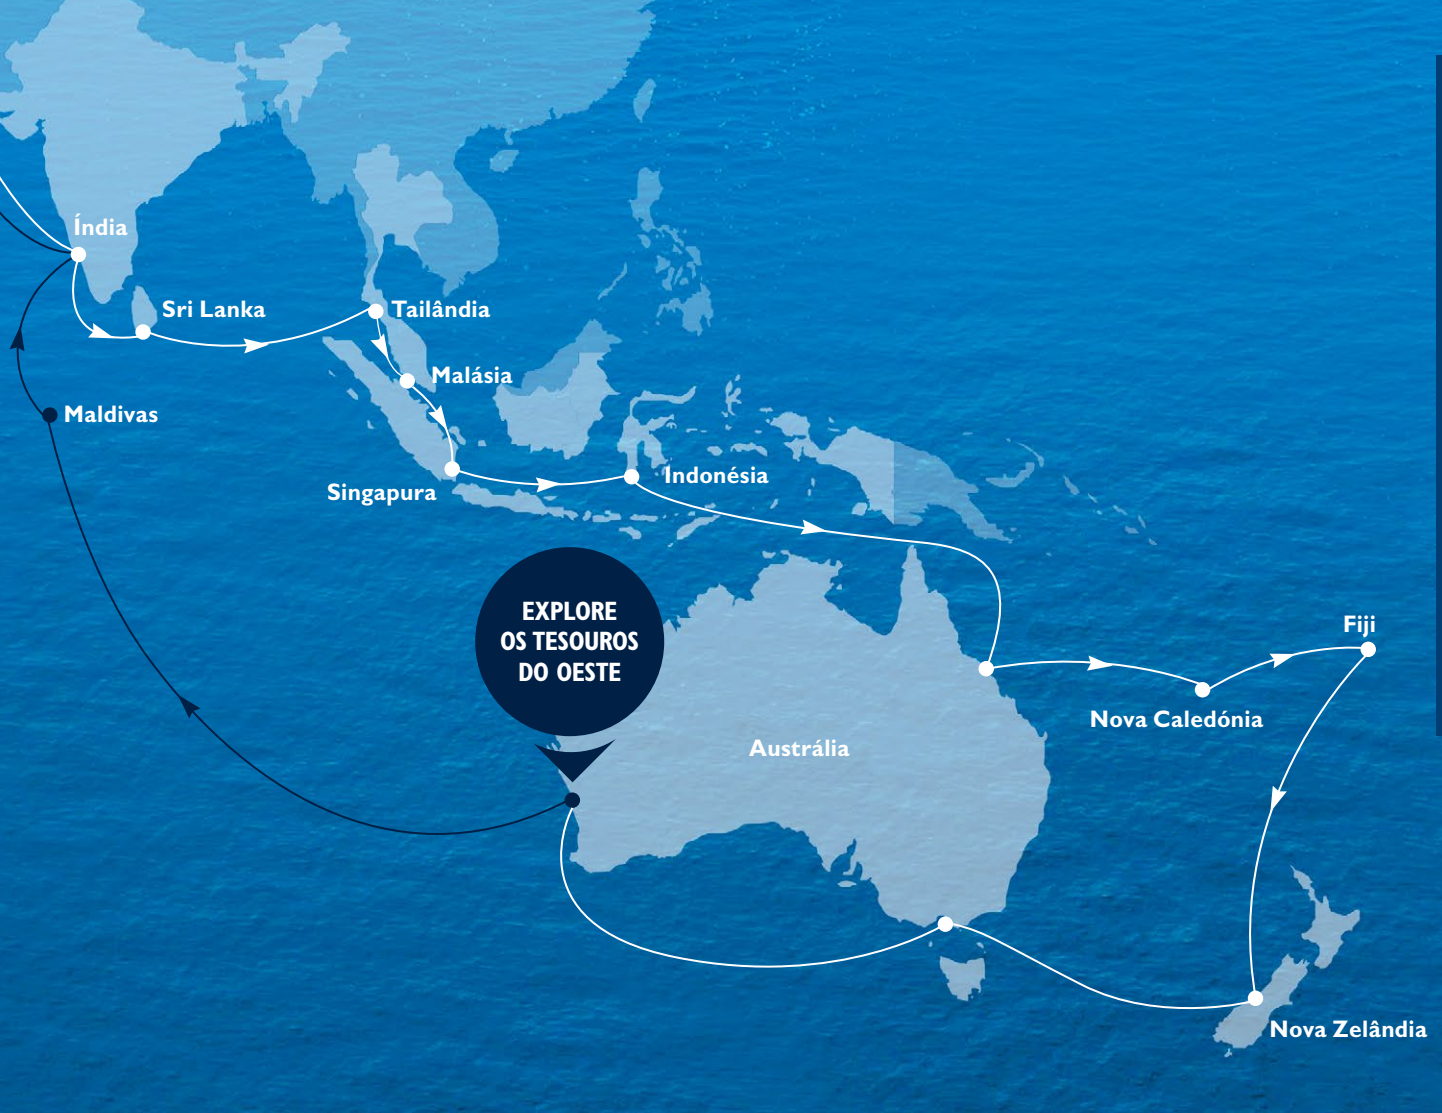 Índia
Sri Lanka
Tailândia
Malásia
Maldivas
Singapura
Indonésia
EXPLORE
OS TESOUROS
DO OESTE
Fiji
Nova Caledónia
Austrália
Nova Zelândia